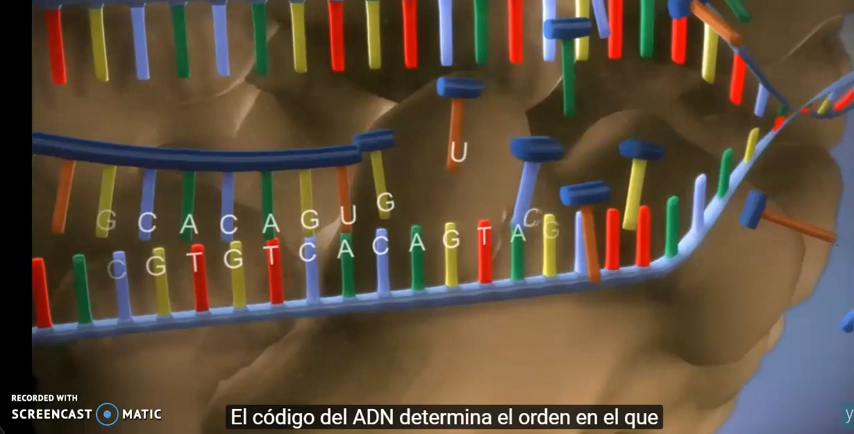 U
G C A C A G U G
C G T G T C A C A G T A C G
RECORDED WITH
SCREENCAST MATIC
El código del ADN determina el orden en el que
y